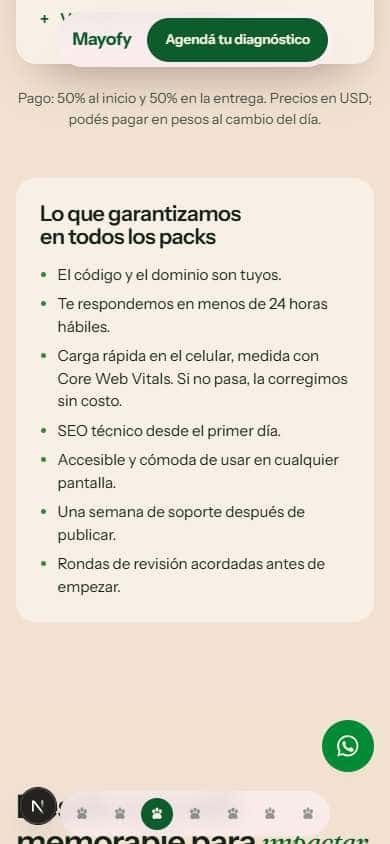 Mayofy
Agendá tu diagnóstico
Pago: 50% al inicio y 50% en la entrega. Precios en USD;
podés pagar en pesos al cambio del día.
Lo que garantizamos
en todos los packs
El código y el dominio son tuyos.
Te respondemos en menos de 24 horas
hábiles.
Carga rápida en el celular, medida con
Core Web Vitals. Si no pasa, la corregimos
sin costo.
SEO técnico desde el primer día.
Accesible y cómoda de usar en cualquier
pantalla.
Una semana de soporte después de
publicar.
Rondas de revisión acordadas antes de
empezar.
N
memorable para impactar